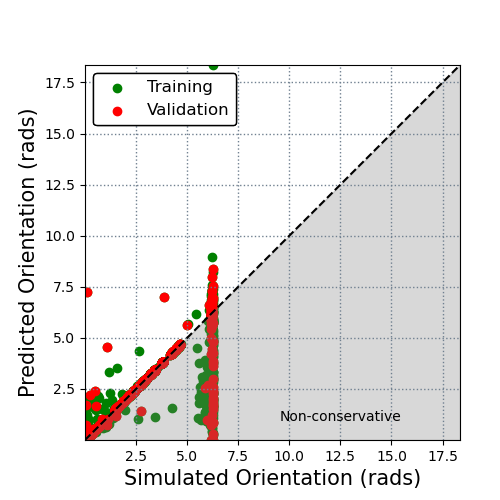 Training
Validation
17.5
15.0
12.5
10.0
7.5
5.0
2.5
Predicted Orientation (rads)
Non-conservative
2.5 5.0 7.5 10.0 12.5 15.0 17.5
Simulated Orientation (rads)